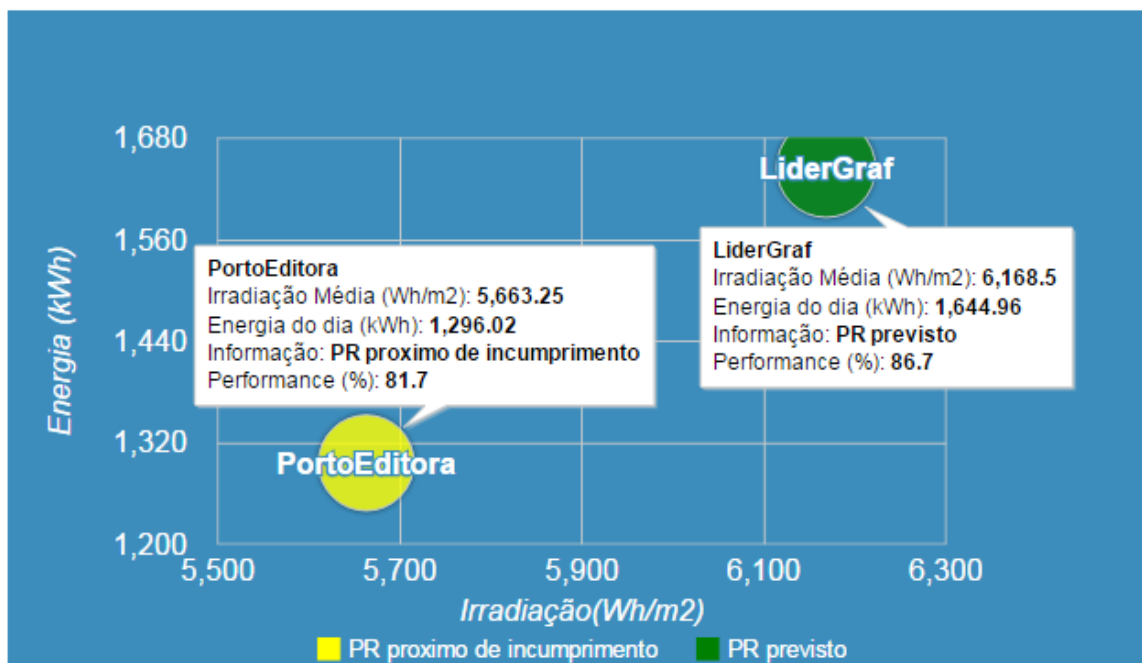 1,680
1,560
1,440
1,320
1,200
Energia (kWh)
LiderGraf
LiderGraf
Irradiação Média (Wh/m2): 6,168.5
Energia do dia (kWh): 1,644.96
Informação: PR previsto
Performance (%): 86.7
PortoEditora
Irradiação Média (Wh/m2): 5,663.25
Energia do dia (kWh): 1,296.02
Informação: PR proximo de incumprimento
Performance (%): 81.7
PortoEditora
5,500
5,700
5,900
6,100
6,300
Irradiação(Wh/m2)
PR proximo de incumprimento
PR previsto